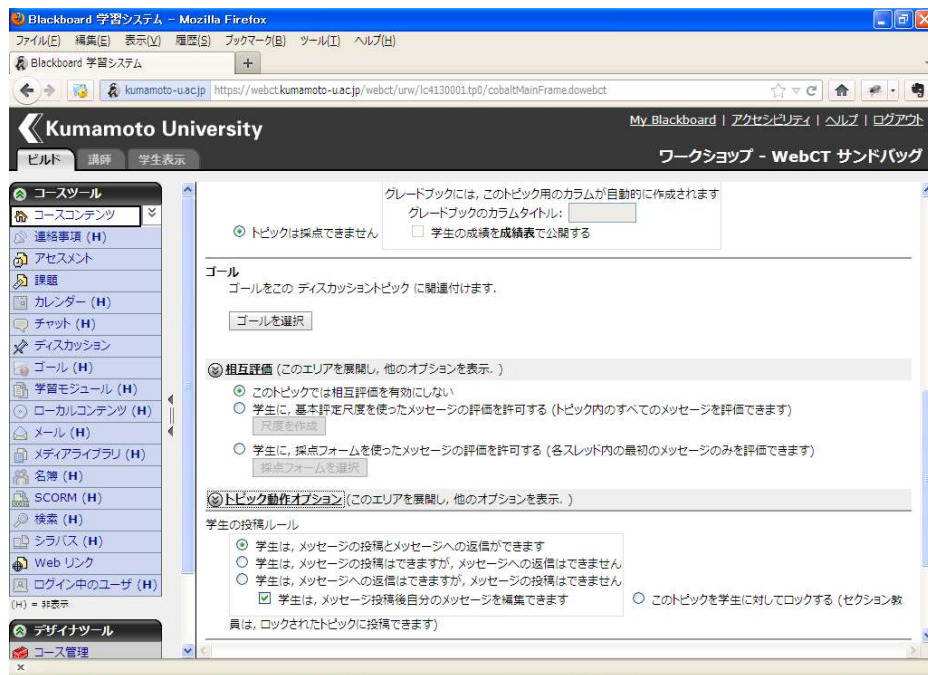 Blackboard 学習システム - Mozilla Firefox
ファイル(F) 編集(E) 表示(V) 履歴(S) ブックマーク(B) ツール(T) ヘルプ(H)
Blackboard 学習システム +
kumamoto-u.ac.jp https://webct.kumamoto-u.ac.jp/webct/urw/lc4130001.tp0/cobaltMainFrame.dowebct
Kumamoto University
My Blackboard | アクセシビリティ | ヘルプ | ログアウト
ビルド 講師 学生表示
ワークショップ - WebCT サンドバッグ
コースツール
コースコンテンツ
連絡事項 (H)
アセスメント
課題
カレンダー (H)
チャット (H)
ディスカッション
ゴール (H)
学習モジュール (H)
ローカルコンテンツ (H)
メール (H)
メディアライブラリ (H)
名簿 (H)
SCORM (H)
検索 (H)
シラバス (H)
Web リンク
ログイン中のユーザ (H)
(H) = 非表示
デザイナツール
コース管理
グレードブックには, このトピック用のカラムが自動的に作成されます
グレードブックのカラムタイトル:
トピックは採点できません 学生の成績を成績表で公開する
ゴール
ゴールをこの ディスカッショントピック に関連付けます.
ゴールを選択
相互評価 (このエリアを展開し, 他のオプションを表示. )
このトピックでは相互評価を有効にしない
学生に, 基本評定尺度を使ったメッセージの評価を許可する (トピック内のすべてのメッセージを評価できます)
尺度を作成
学生に, 採点フォームを使ったメッセージの評価を許可する (各スレッド内の最初のメッセージのみを評価できます)
採点フォームを選択
トピック動作オプション (このエリアを展開し, 他のオプションを表示. )
学生の投稿ルール
学生は, メッセージの投稿とメッセージへの返信ができます
学生は, メッセージの投稿はできますが, メッセージへの返信はできません
学生は, メッセージへの返信はできますが, メッセージの投稿はできません
学生は, メッセージ投稿後自分のメッセージを編集できます このトピックを学生に対してロックする (セクション教
員は, ロックされたトピックに投稿できます)